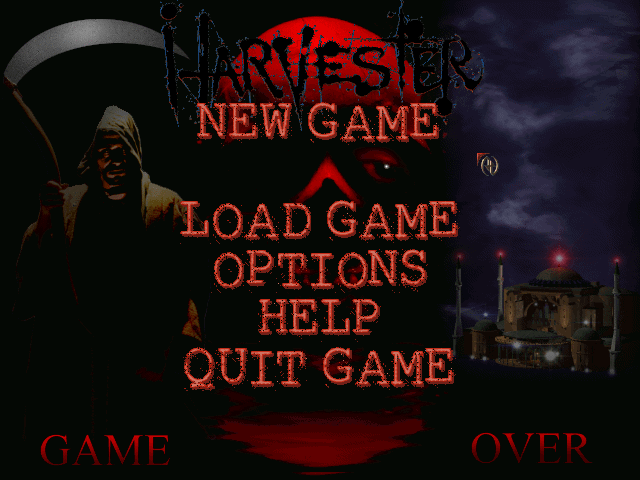 HARVESTER
NEW GAME
LOAD GAME
OPTIONS
HELP
QUIT GAME
GAME OVER